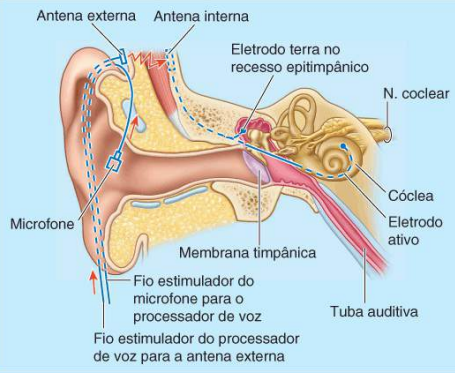 Antena externa
Antena interna
Eletrodo terra no
recesso epitimpânico
N. coclear
Cóclea
Eletrodo
ativo
Microfone
Membrana timpânica
Tuba auditiva
Fio estimulador do
microfone para o
processador de voz
Fio estimulador do processador
de voz para a antena externa